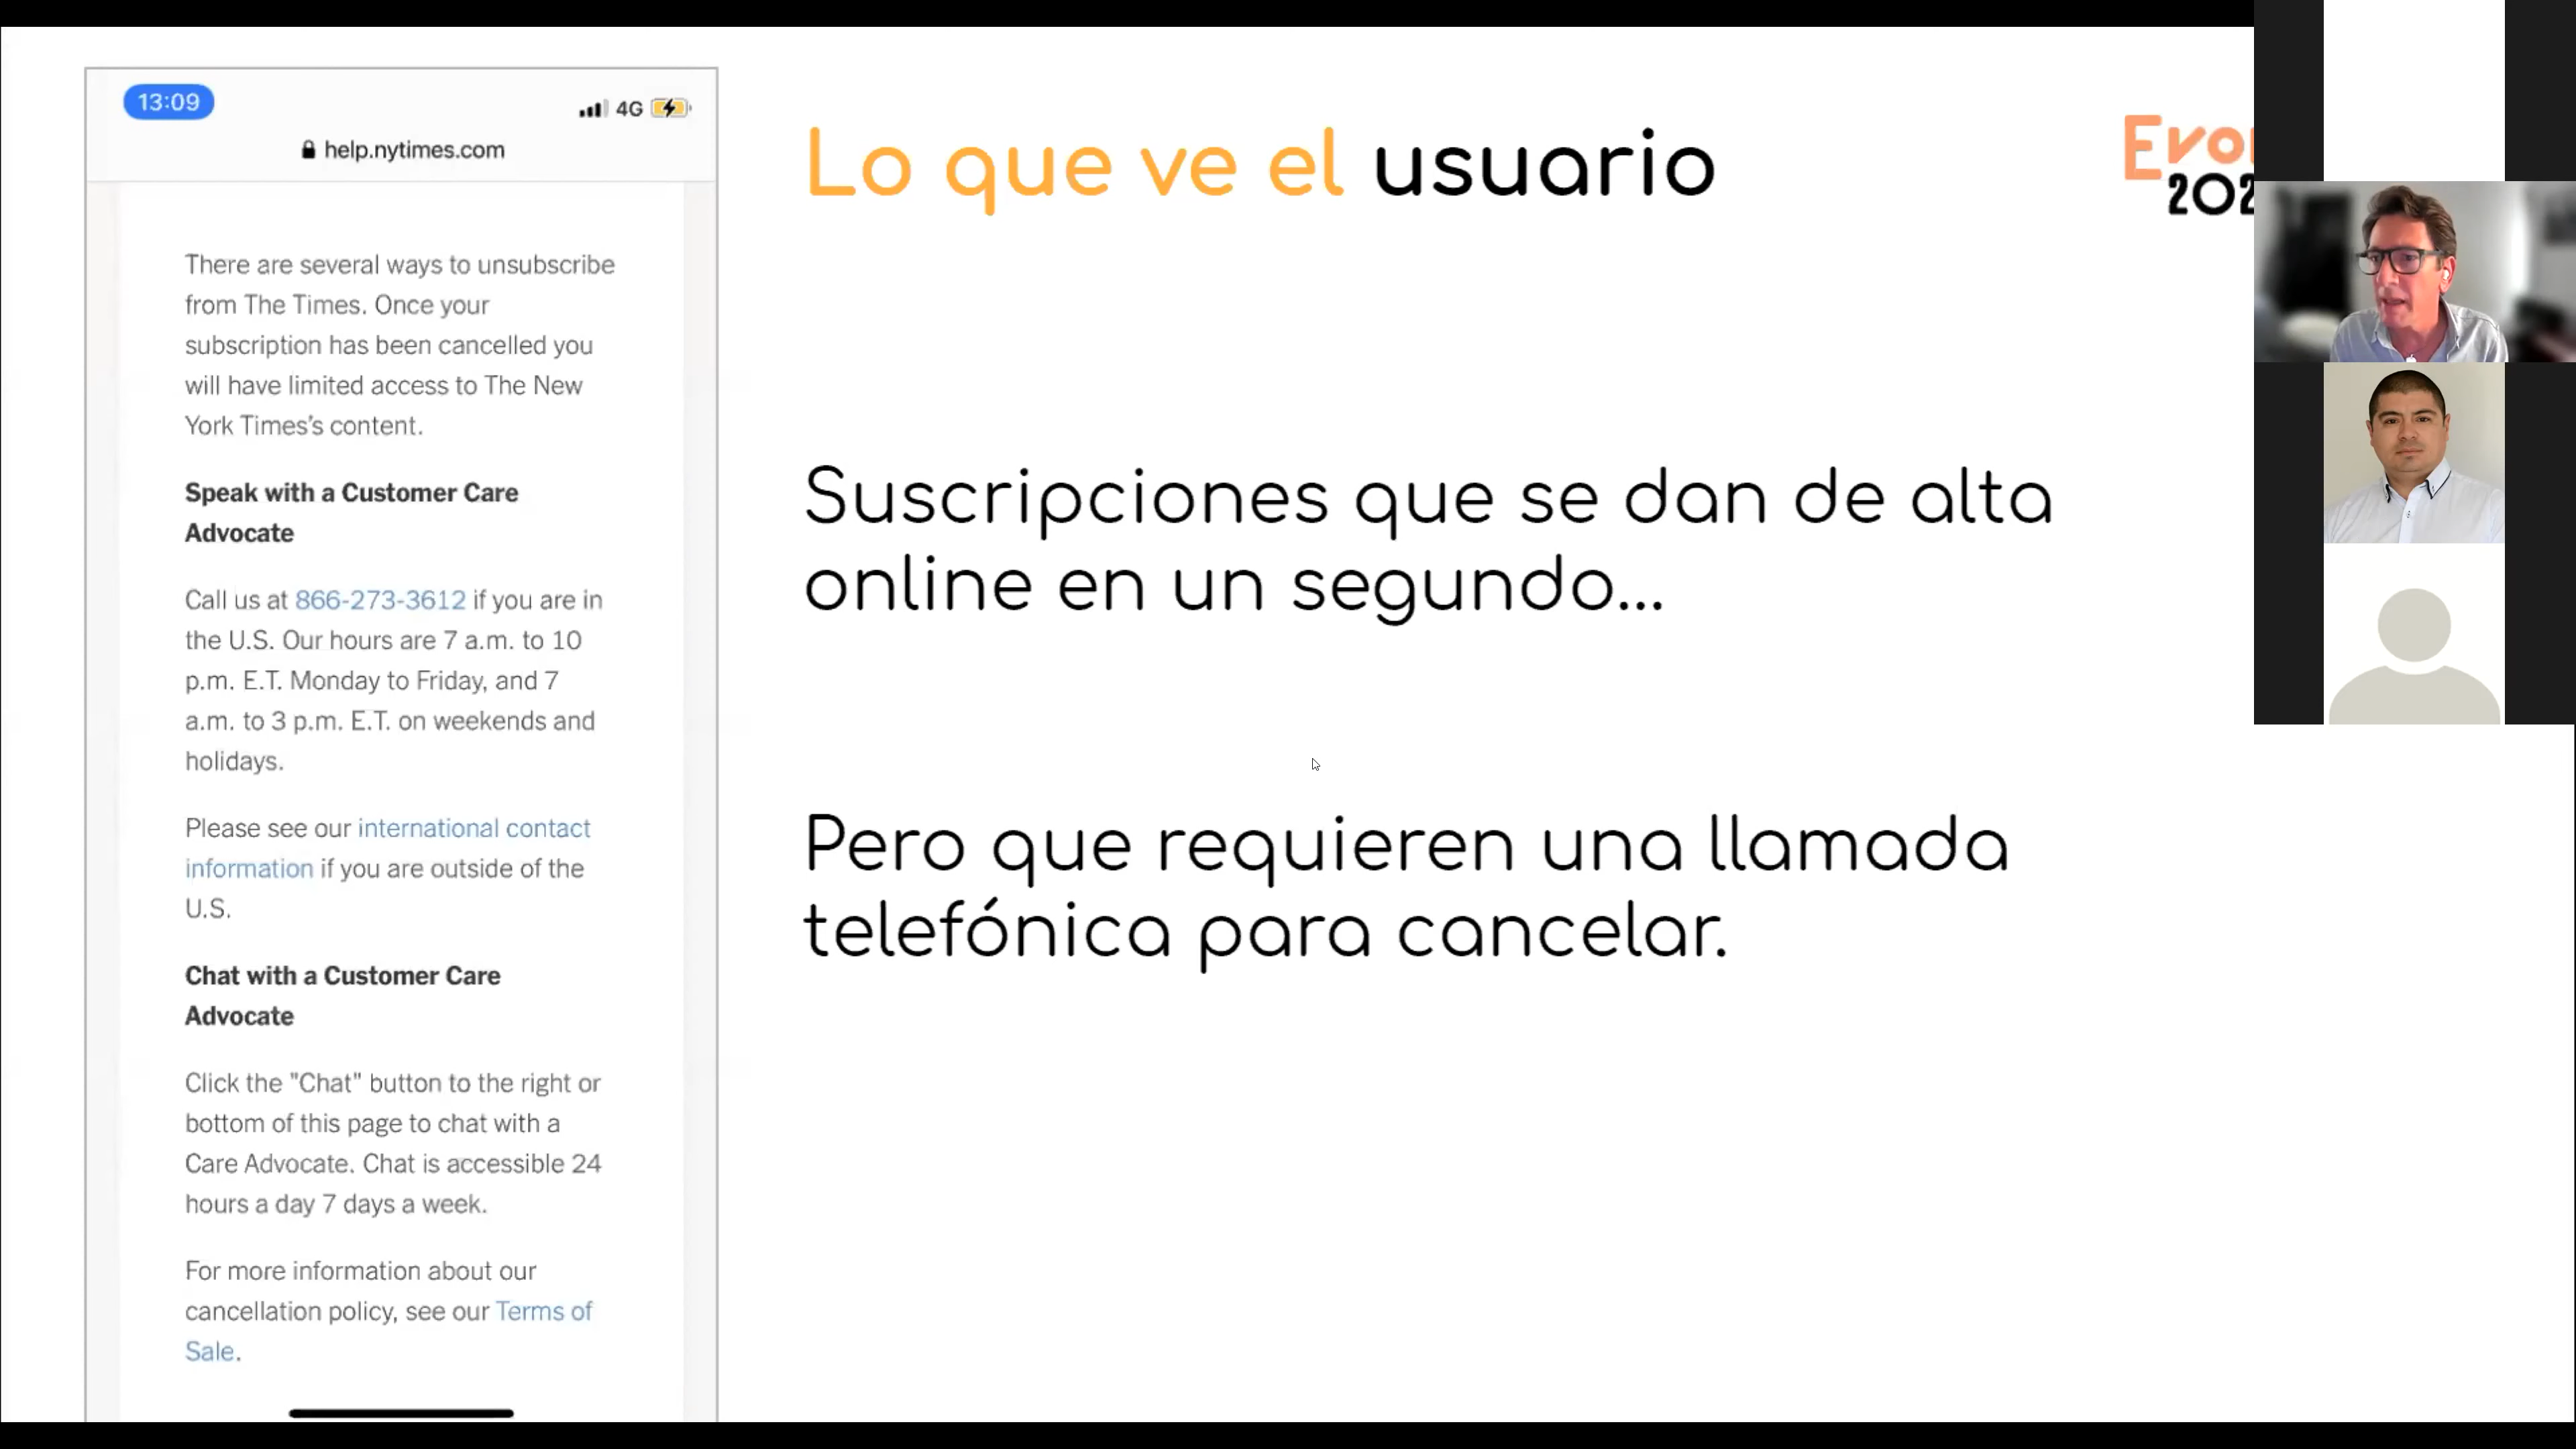 13:09
4G
help.nytimes.com
There are several ways to unsubscribe
from The Times. Once your
subscription has been cancelled you
will have limited access to The New
York Times's content.
Speak with a Customer Care
Advocate
Call us at 866-273-3612 if you are in
the U.S. Our hours are 7 a.m. to 10
p.m. E.T. Monday to Friday, and 7
a.m. to 3 p.m. E.T. on weekends and
holidays.
Please see our international contact
information if you are outside of the
U.S.
Chat with a Customer Care
Advocate
Click the "Chat" button to the right or
bottom of this page to chat with a
Care Advocate. Chat is accessible 24
hours a day 7 days a week.
For more information about our
cancellation policy, see our Terms of
Sale.
Lo que ve el usuario
Suscripciones que se dan de alta
online en un segundo...
Pero que requieren una llamada
telefónica para cancelar.